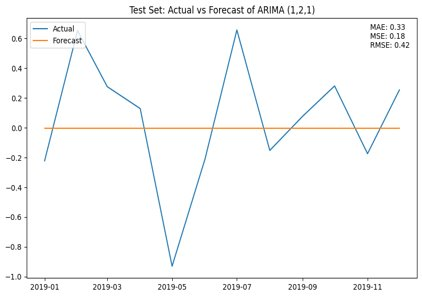 Test Set: Actual vs Forecast of ARIMA (1,2,1)
Actual
Forecast
MAE: 0.33
MSE: 0.18
RMSE: 0.42
0.6
0.4
0.2
0.0
−0.2
−0.4
−0.6
−0.8
−1.0
2019-01 2019-03 2019-05 2019-07 2019-09 2019-11